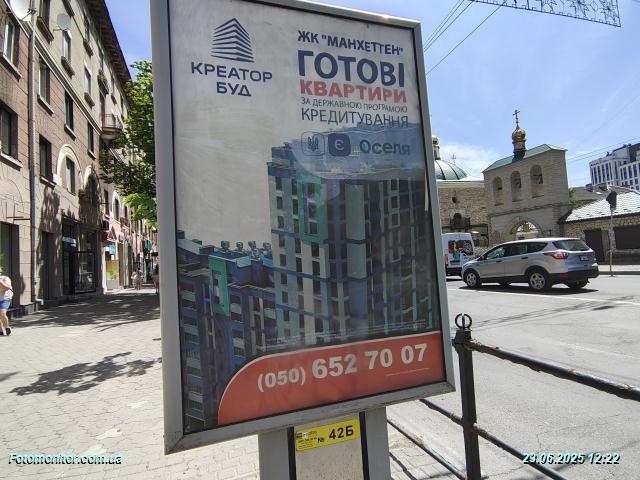 КРЕАТОР
БУД
ЖК "МАНХЕТТЕН"
ГОТОВІ
КВАРТИРИ
ЗА ДЕРЖАВНОЮ ПРОГРАМОЮ
КРЕДИТУВАННЯ
Є Оселя
(050) 652 70 07
№ 42Б
Fotomonitor.com.ua
23.06.2025 12:22